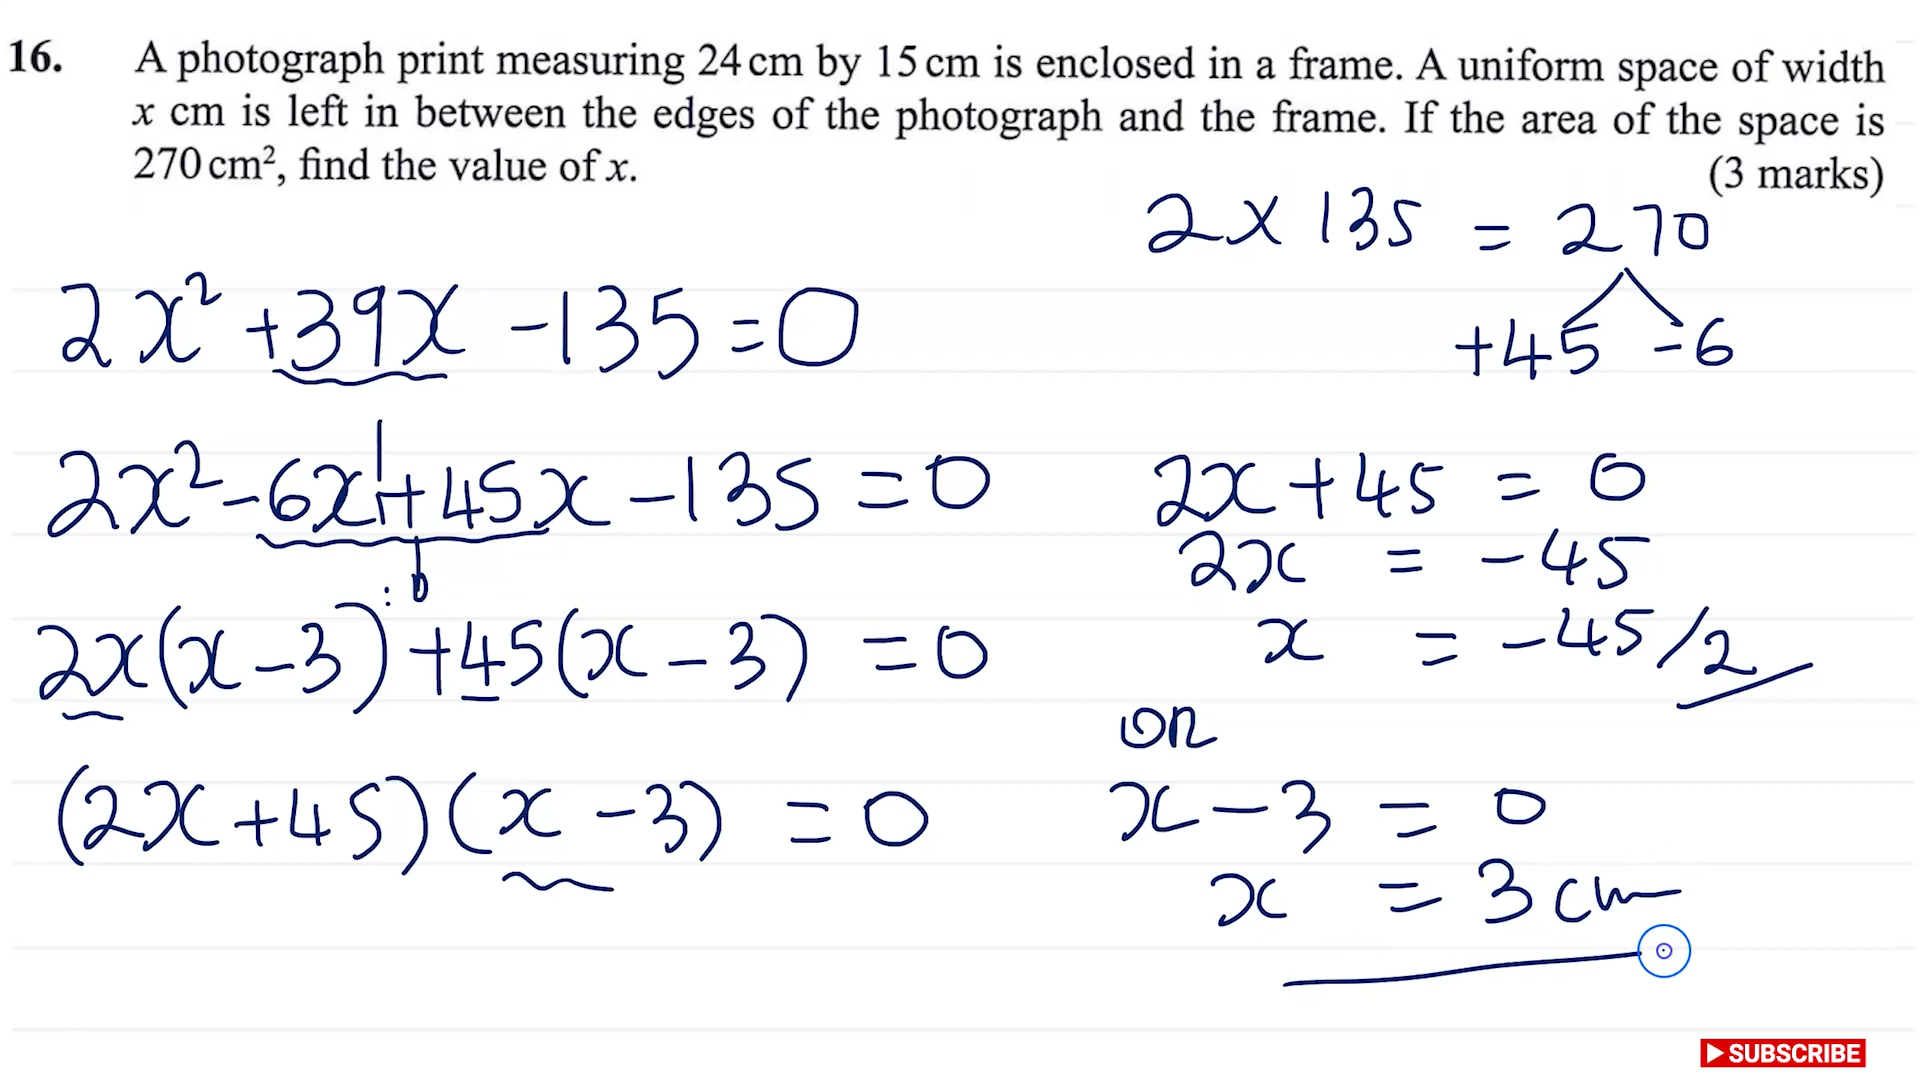 16. A photograph print measuring 24 cm by 15 cm is enclosed in a frame. A uniform space of width
x cm is left in between the edges of the photograph and the frame. If the area of the space is
270 cm², find the value of x. (3 marks)
2x² +39x -135 = 0
2x² -6x +45x -135 = 0
2x(x-3) +45(x-3) = 0
(2x+45)(x-3) = 0
2 x 135 = 270
+45 -6
2x+45 = 0
2x = -45
x = -45/2
OR
x-3 = 0
x = 3 cm
SUBSCRIBE